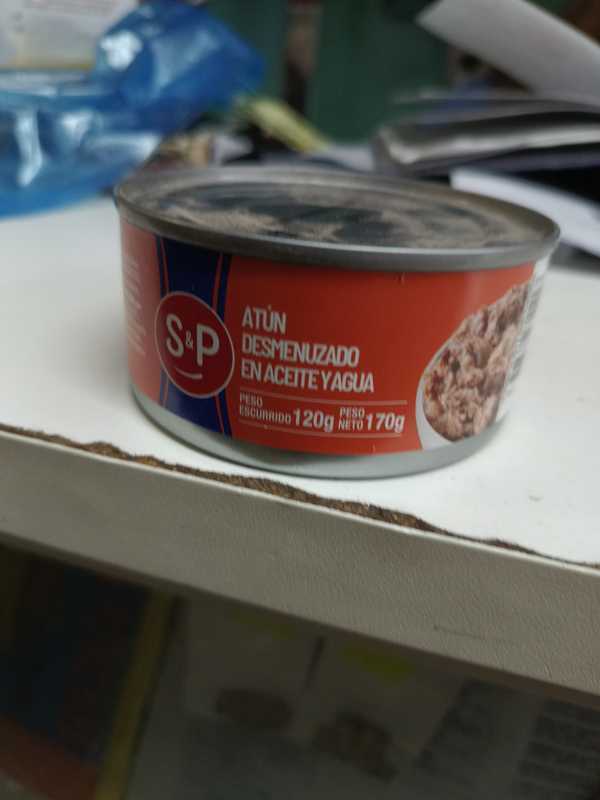 S&P
ATÚN
DESMENUZADO
EN ACEITE Y AGUA
PESO ESCURRIDO 120g PESO NETO 170g